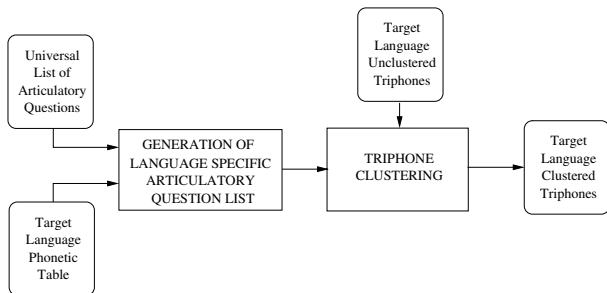 Universal
List of
Articulatory
Questions
Target
Language
Phonetic
Table
GENERATION OF
LANGUAGE SPECIFIC
ARTICULATORY
QUESTION LIST
Target
Language
Unclustered
Triphones
TRIPHONE
CLUSTERING
Target
Language
Clustered
Triphones